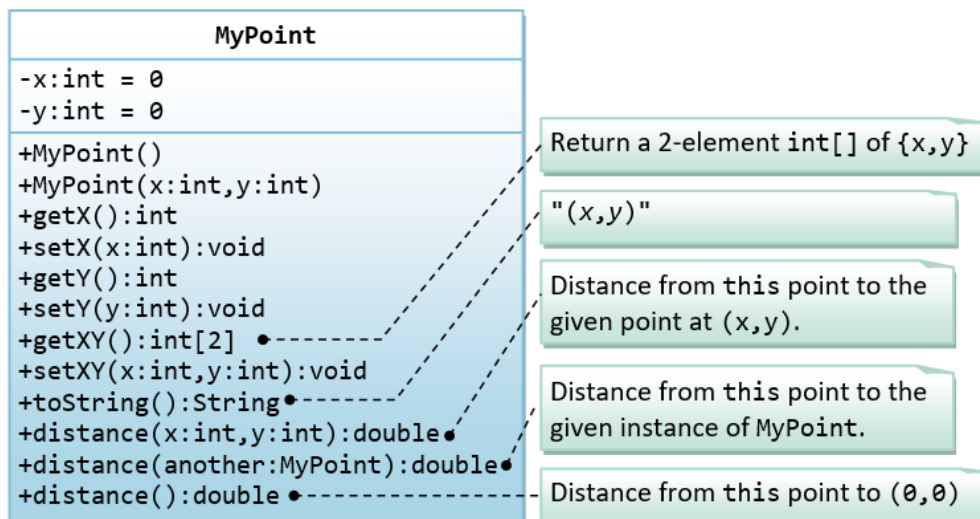 MyPoint
-x:int = 0
-y:int = 0
+MyPoint()
+MyPoint(x:int,y:int)
+getX():int
+setX(x:int):void
+getY():int
+setY(y:int):void
+getXY():int[2]
+setXY(x:int,y:int):void
+toString():String
+distance(x:int,y:int):double
+distance(another:MyPoint):double
+distance():double
Return a 2-element int[] of {x,y}
"(x,y)"
Distance from this point to the
given point at (x,y).
Distance from this point to the
given instance of MyPoint.
Distance from this point to (0,0)